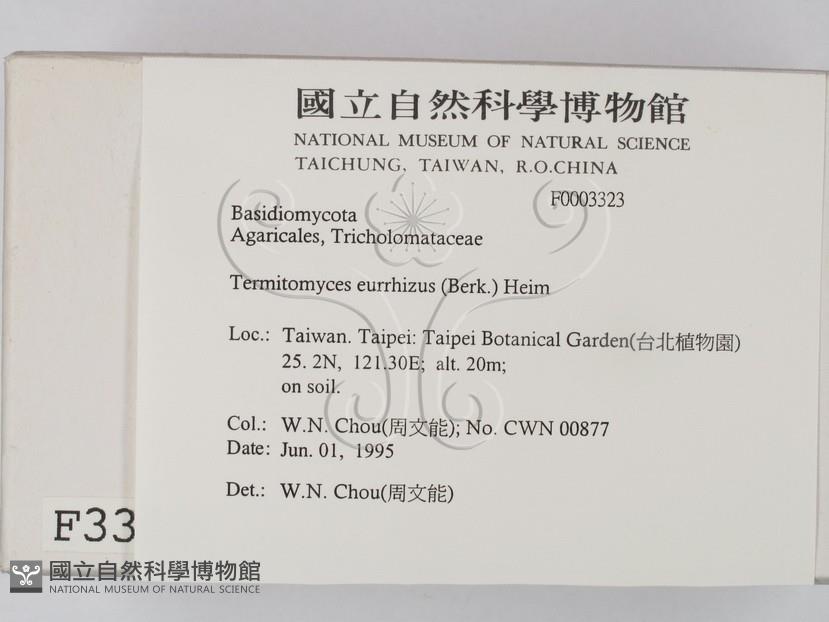 國立自然科學博物館
NATIONAL MUSEUM OF NATURAL SCIENCE
TAICHUNG, TAIWAN, R.O.CHINA
F0003323
Basidiomycota
Agaricales, Tricholomataceae
Termitomyces eurrhizus (Berk.) Heim
Loc.: Taiwan. Taipei: Taipei Botanical Garden(台北植物園)
25. 2N, 121.30E; alt. 20m;
on soil.
Col.: W.N. Chou(周文能); No. CWN 00877
Date: Jun. 01, 1995
Det.: W.N. Chou(周文能)
F33
國立自然科學博物館
NATIONAL MUSEUM OF NATURAL SCIENCE